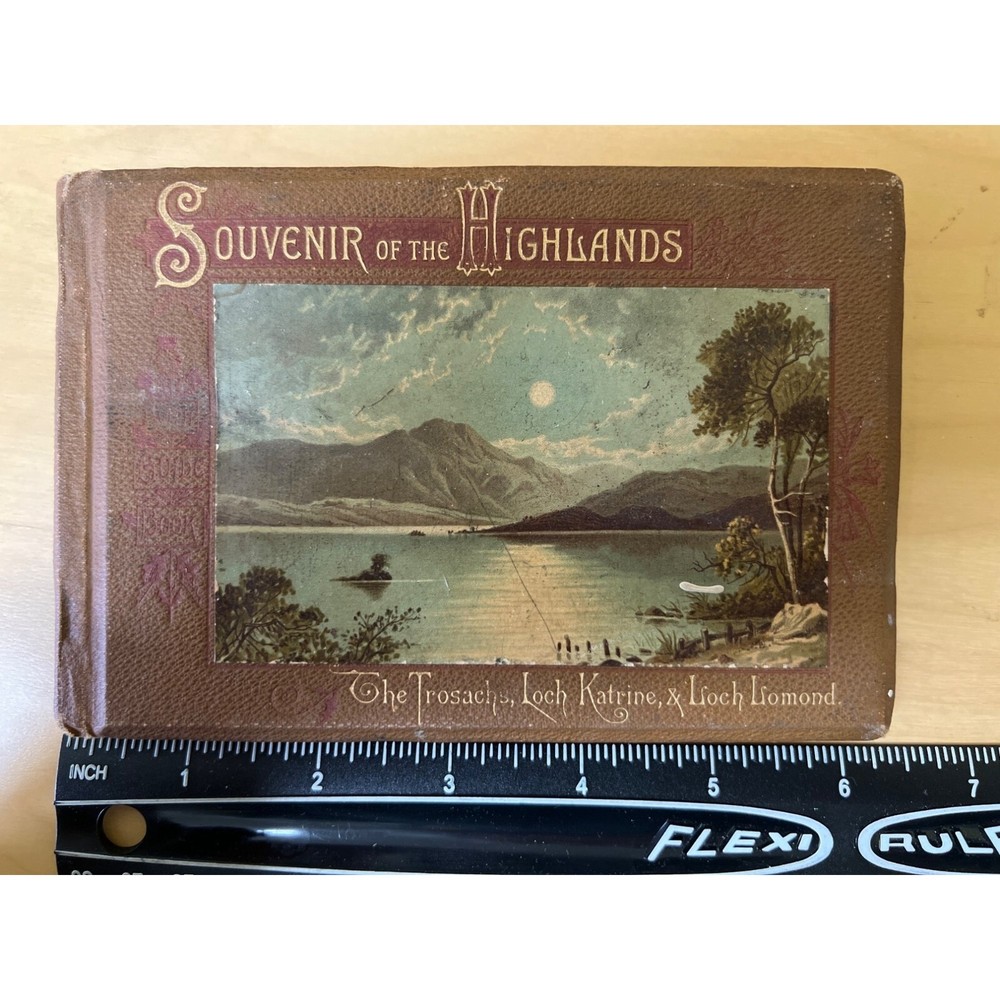 SOUVENIR OF THE HIGHLANDS
The Trosachs, Loch Katrine, & Loch Lomond.
INCH 1 2 3 4 5 6 7
FLEXI